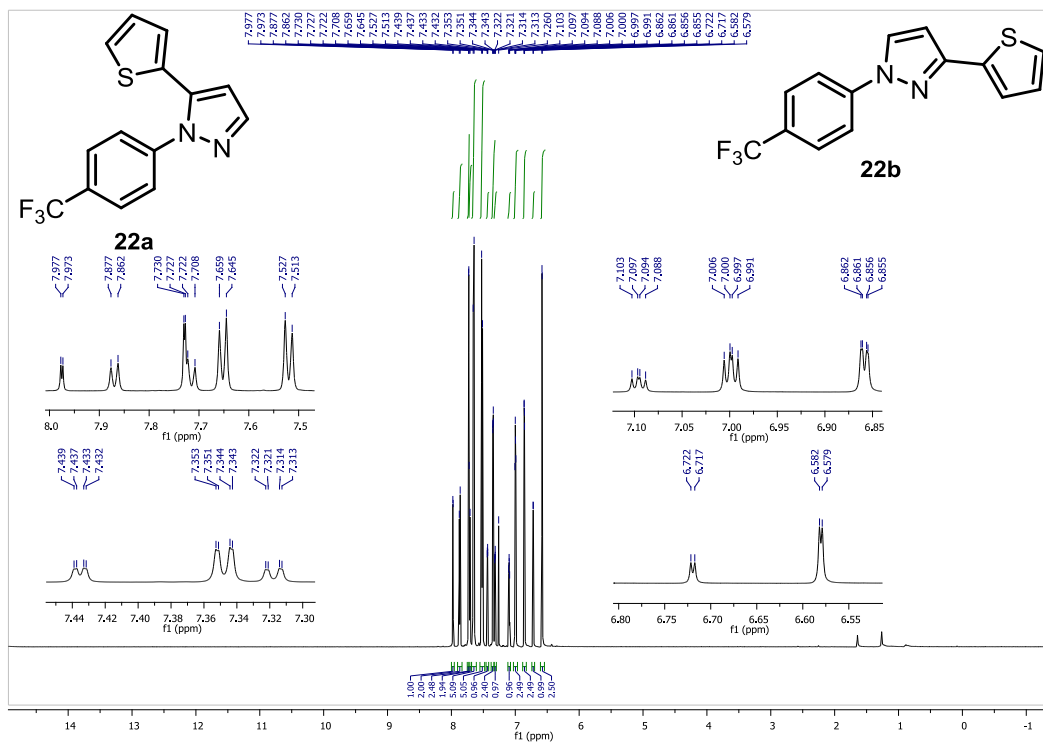 7.977 7.973 7.877 7.862 7.730 7.727 7.722 7.708 7.659 7.645 7.527 7.513 7.439 7.437 7.433 7.432 7.353 7.351 7.344 7.343 7.322 7.321 7.314 7.313 7.260 7.103 7.097 7.094 7.088 7.006 7.000 6.997 6.991 6.862 6.861 6.856 6.855 6.722 6.717 6.582 6.579
S
N
N
F₃C
22a
S
N
N
F₃C
22b
7.977 7.973 7.877 7.862 7.730 7.727 7.722 7.708 7.659 7.645 7.527 7.513
8.0 7.9 7.8 7.7 7.6 7.5
f1 (ppm)
7.103 7.097 7.094 7.088 7.006 7.000 6.997 6.991 6.862 6.861 6.856 6.855
7.10 7.05 7.00 6.95 6.90 6.85
f1 (ppm)
7.439 7.437 7.433 7.432 7.353 7.351 7.344 7.343 7.322 7.321 7.314 7.313
7.44 7.42 7.40 7.38 7.36 7.34 7.32 7.30
f1 (ppm)
6.722 6.717 6.582 6.579
6.80 6.75 6.70 6.65 6.60 6.55
f1 (ppm)
1.00 2.00 2.48 1.94 5.09 5.05 0.96 2.40 0.97 0.96 2.49 2.49 0.99 2.50
14 13 12 11 10 9 8 7 6 5 4 3 2 1 0 -1
f1 (ppm)